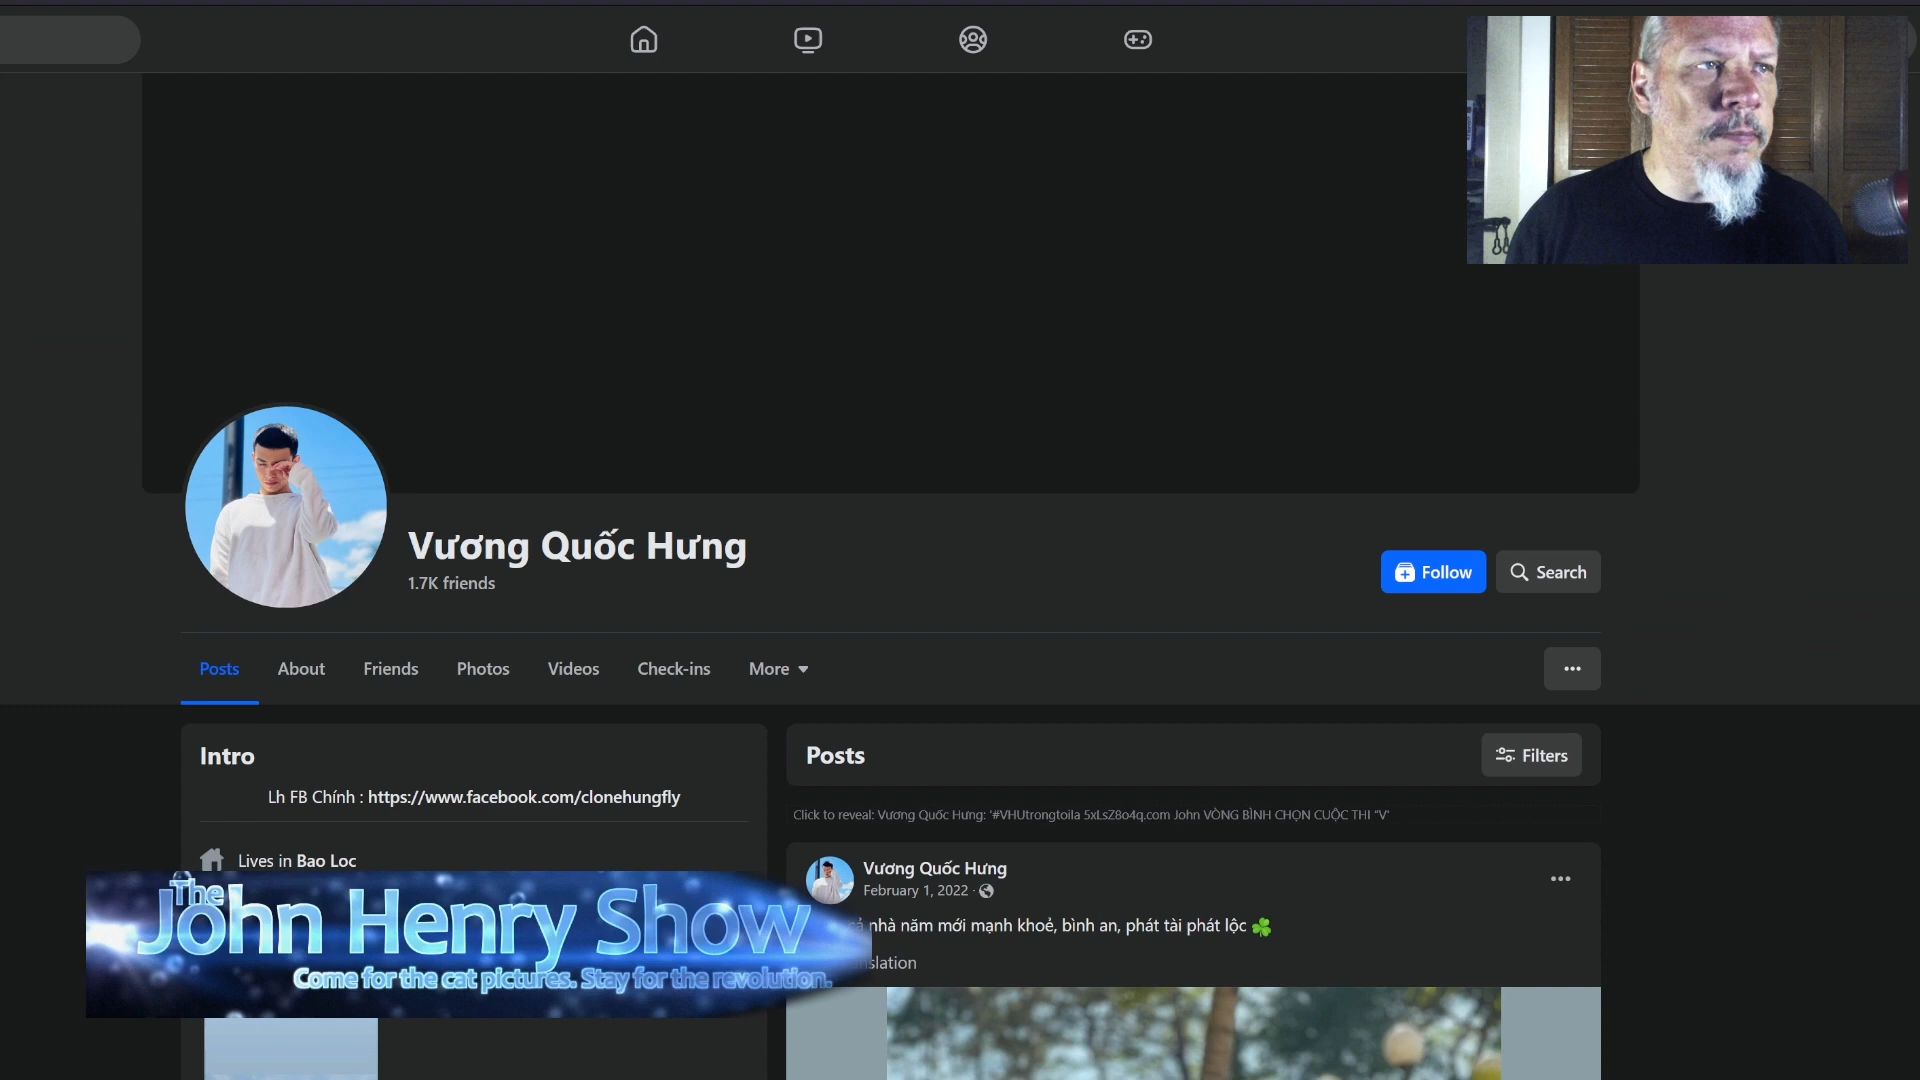 Vương Quốc Hưng
1.7K friends
Follow
Search
Posts
About
Friends
Photos
Videos
Check-ins
More
Intro
Lh FB Chính : https://www.facebook.com/clonehungfly
Lives in Bao Loc
Posts
Filters
Click to reveal: Vương Quốc Hưng: '#VHUtrongtoila 5xLsZ8o4q.com John VÒNG BÌNH CHỌN CUỘC THI "V"
Vương Quốc Hưng
February 1, 2022
cả nhà năm mới mạnh khoẻ, bình an, phát tài phát lộc
The
John Henry Show
Come for the cat pictures. Stay for the revolution.